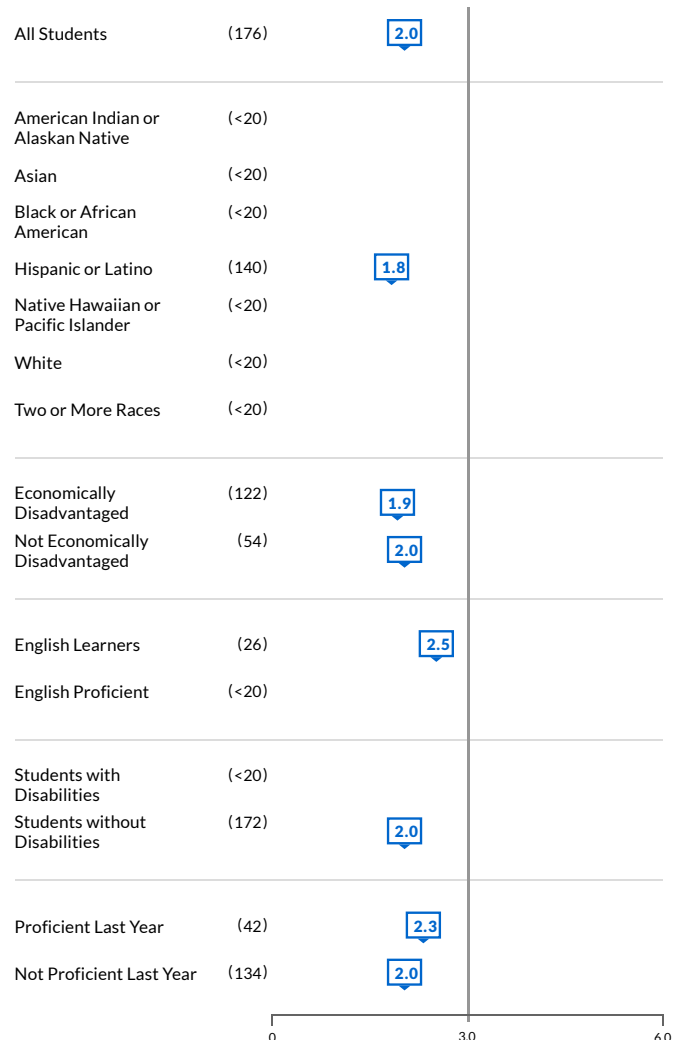 All Students (176) 2.0
American Indian or (<20)
Alaskan Native
Asian (<20)
Black or African (<20)
American
Hispanic or Latino (140) 1.8
Native Hawaiian or (<20)
Pacific Islander
White (<20)
Two or More Races (<20)
Economically (122) 1.9
Disadvantaged
Not Economically (54) 2.0
Disadvantaged
English Learners (26) 2.5
English Proficient (<20)
Students with (<20)
Disabilities
Students without (172) 2.0
Disabilities
Proficient Last Year (42) 2.3
Not Proficient Last Year (134) 2.0
0 3.0 6.0